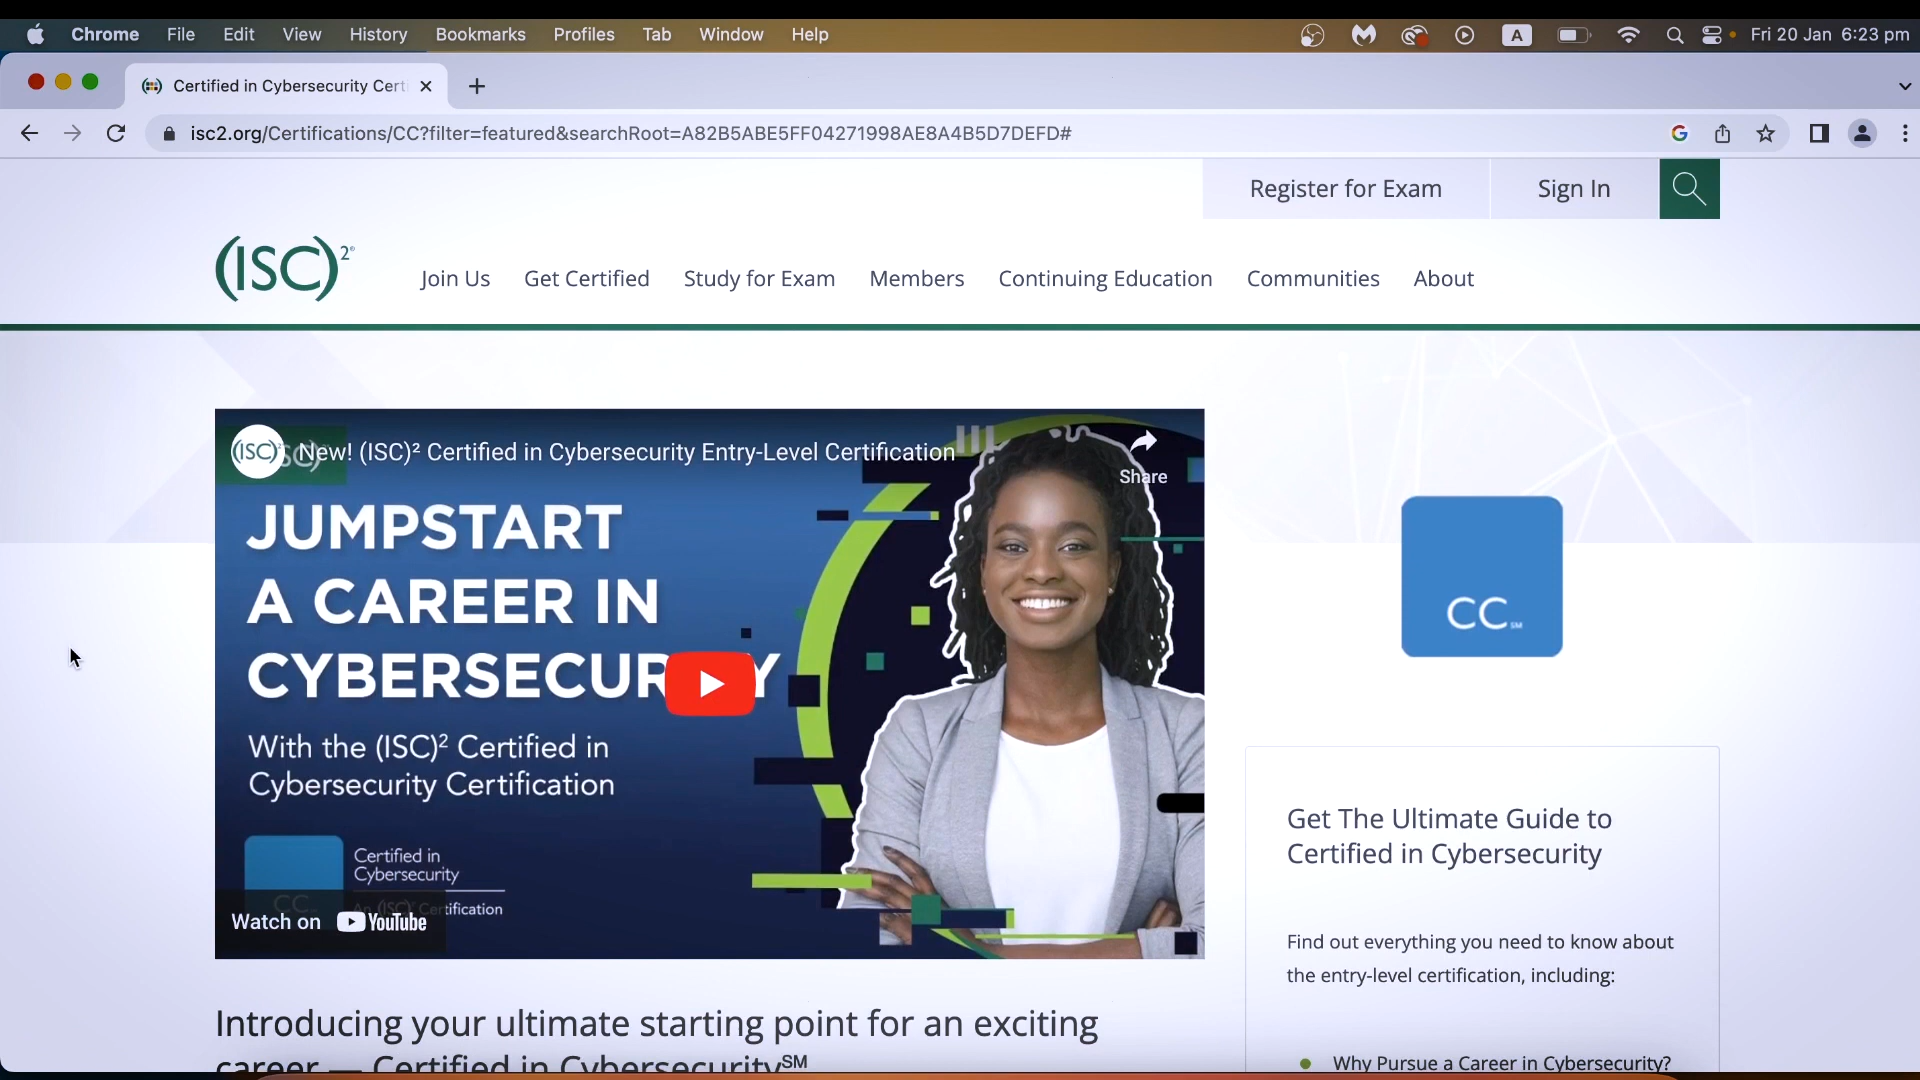 Chrome File Edit View History Bookmarks Profiles Tab Window Help A Fri 20 Jan 6:23 pm
Certified in Cybersecurity Cert
isc2.org/Certifications/CC?filter=featured&searchRoot=A82B5ABE5FF04271998AE8A4B5D7DEFD#
Register for Exam Sign In
(ISC)²®
Join Us Get Certified Study for Exam Members Continuing Education Communities About
(ISC)² New! (ISC)² Certified in Cybersecurity Entry-Level Certification
Share
JUMPSTART
A CAREER IN
CYBERSECUR Y
With the (ISC)² Certified in
Cybersecurity Certification
Certified in
Cybersecurity
An (ISC)² Certification
CC
Watch on YouTube
CC℠
Get The Ultimate Guide to
Certified in Cybersecurity
Find out everything you need to know about
the entry-level certification, including:
Why Pursue a Career in Cybersecurity?
Introducing your ultimate starting point for an exciting
career — Certified in Cybersecurity℠